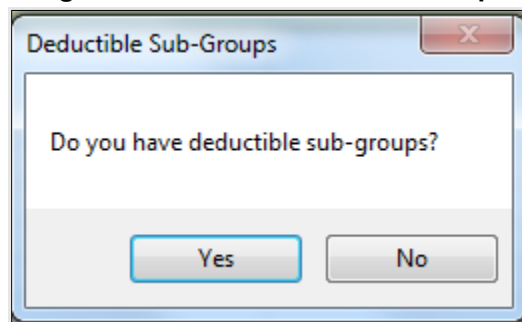 Deductible Sub-Groups
Do you have deductible sub-groups?
Yes
No